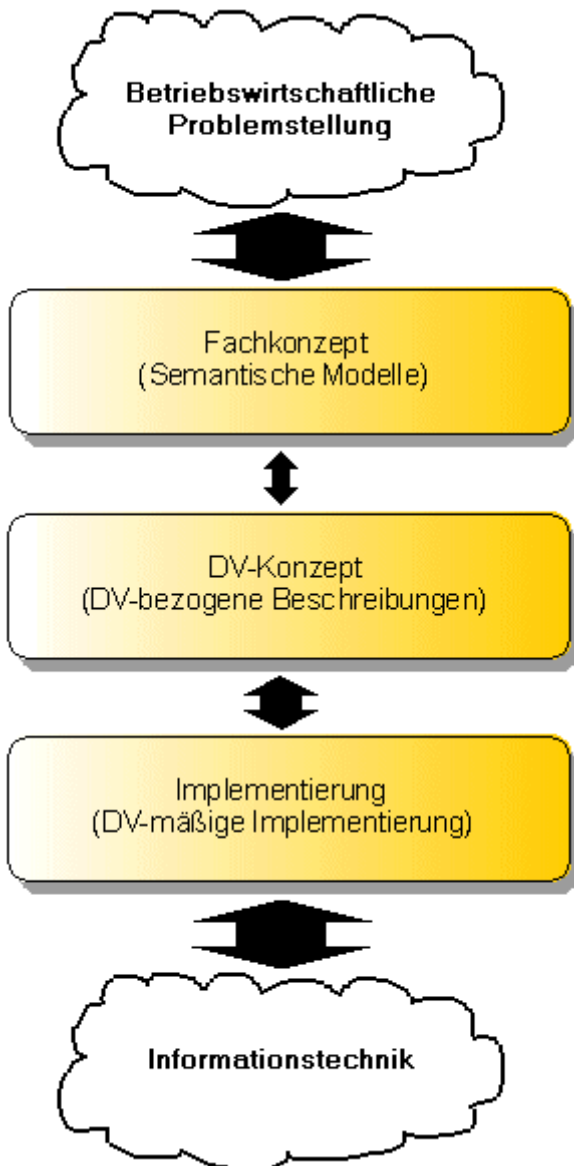 Betriebswirtschaftliche
Problemstellung
Fachkonzept
(Semantische Modelle)
DV-Konzept
(DV-bezogene Beschreibungen)
Implementierung
(DV-mäßige Implementierung)
Informationstechnik